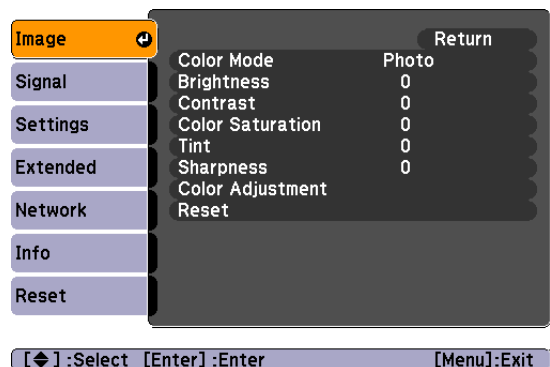 Image
Signal
Settings
Extended
Network
Info
Reset
Return
Color Mode Photo
Brightness 0
Contrast 0
Color Saturation 0
Tint 0
Sharpness 0
Color Adjustment
Reset
[◆] :Select [Enter] :Enter [Menu]:Exit